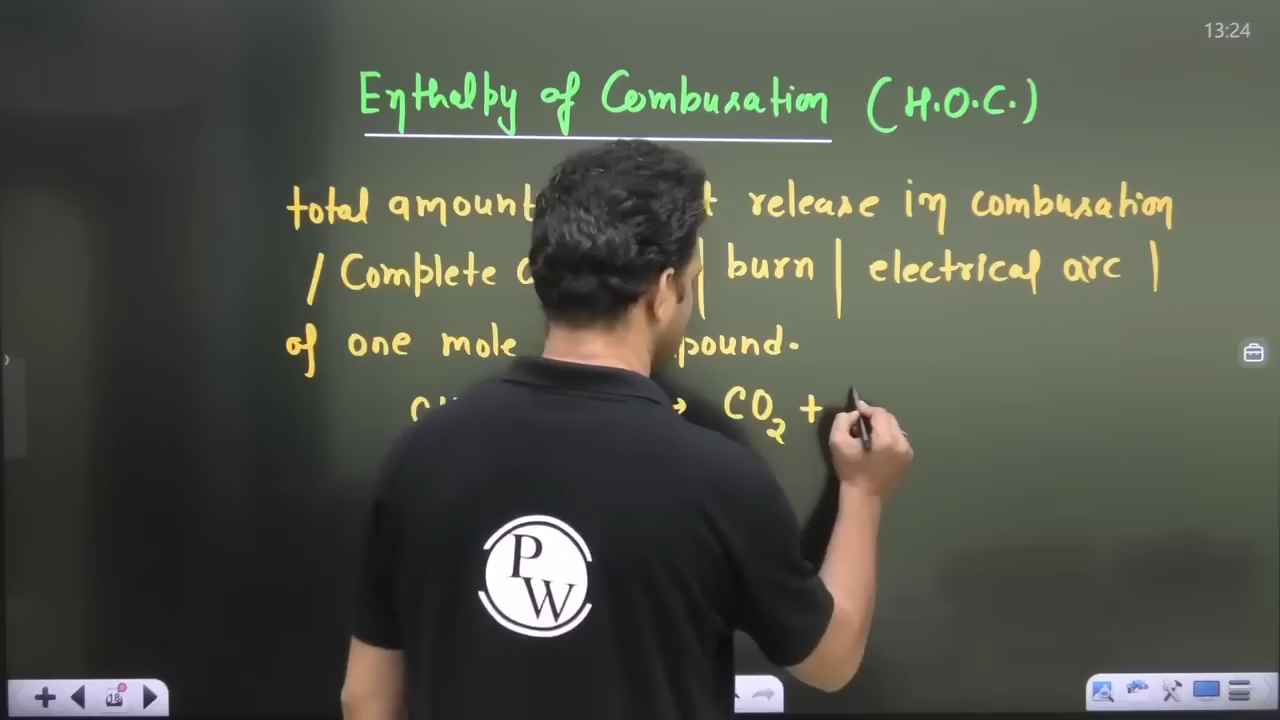 13:24
Enthalpy of Combusation (H.O.C.)
total amount t release in combusation
/ Complete | burn | electrical arc |
of one mole pound.
CO2 +
PW
18